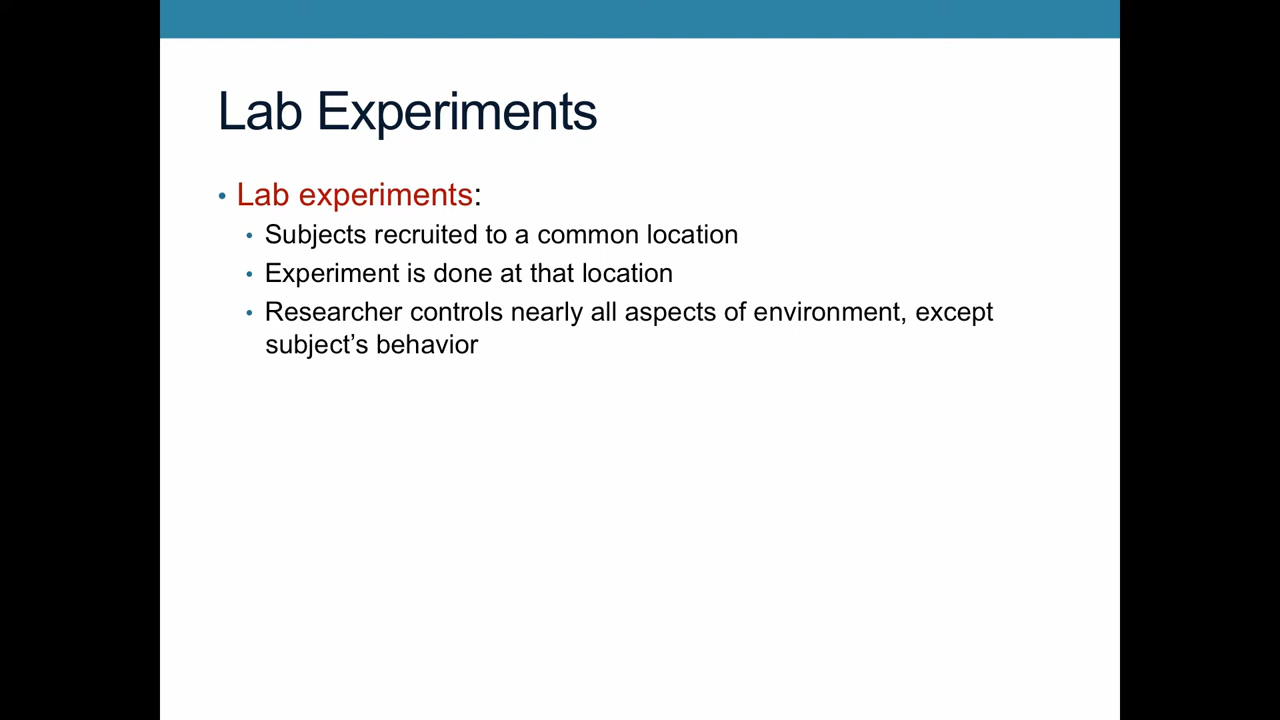 Lab Experiments
• Lab experiments:
• Subjects recruited to a common location
• Experiment is done at that location
• Researcher controls nearly all aspects of environment, except
subject’s behavior